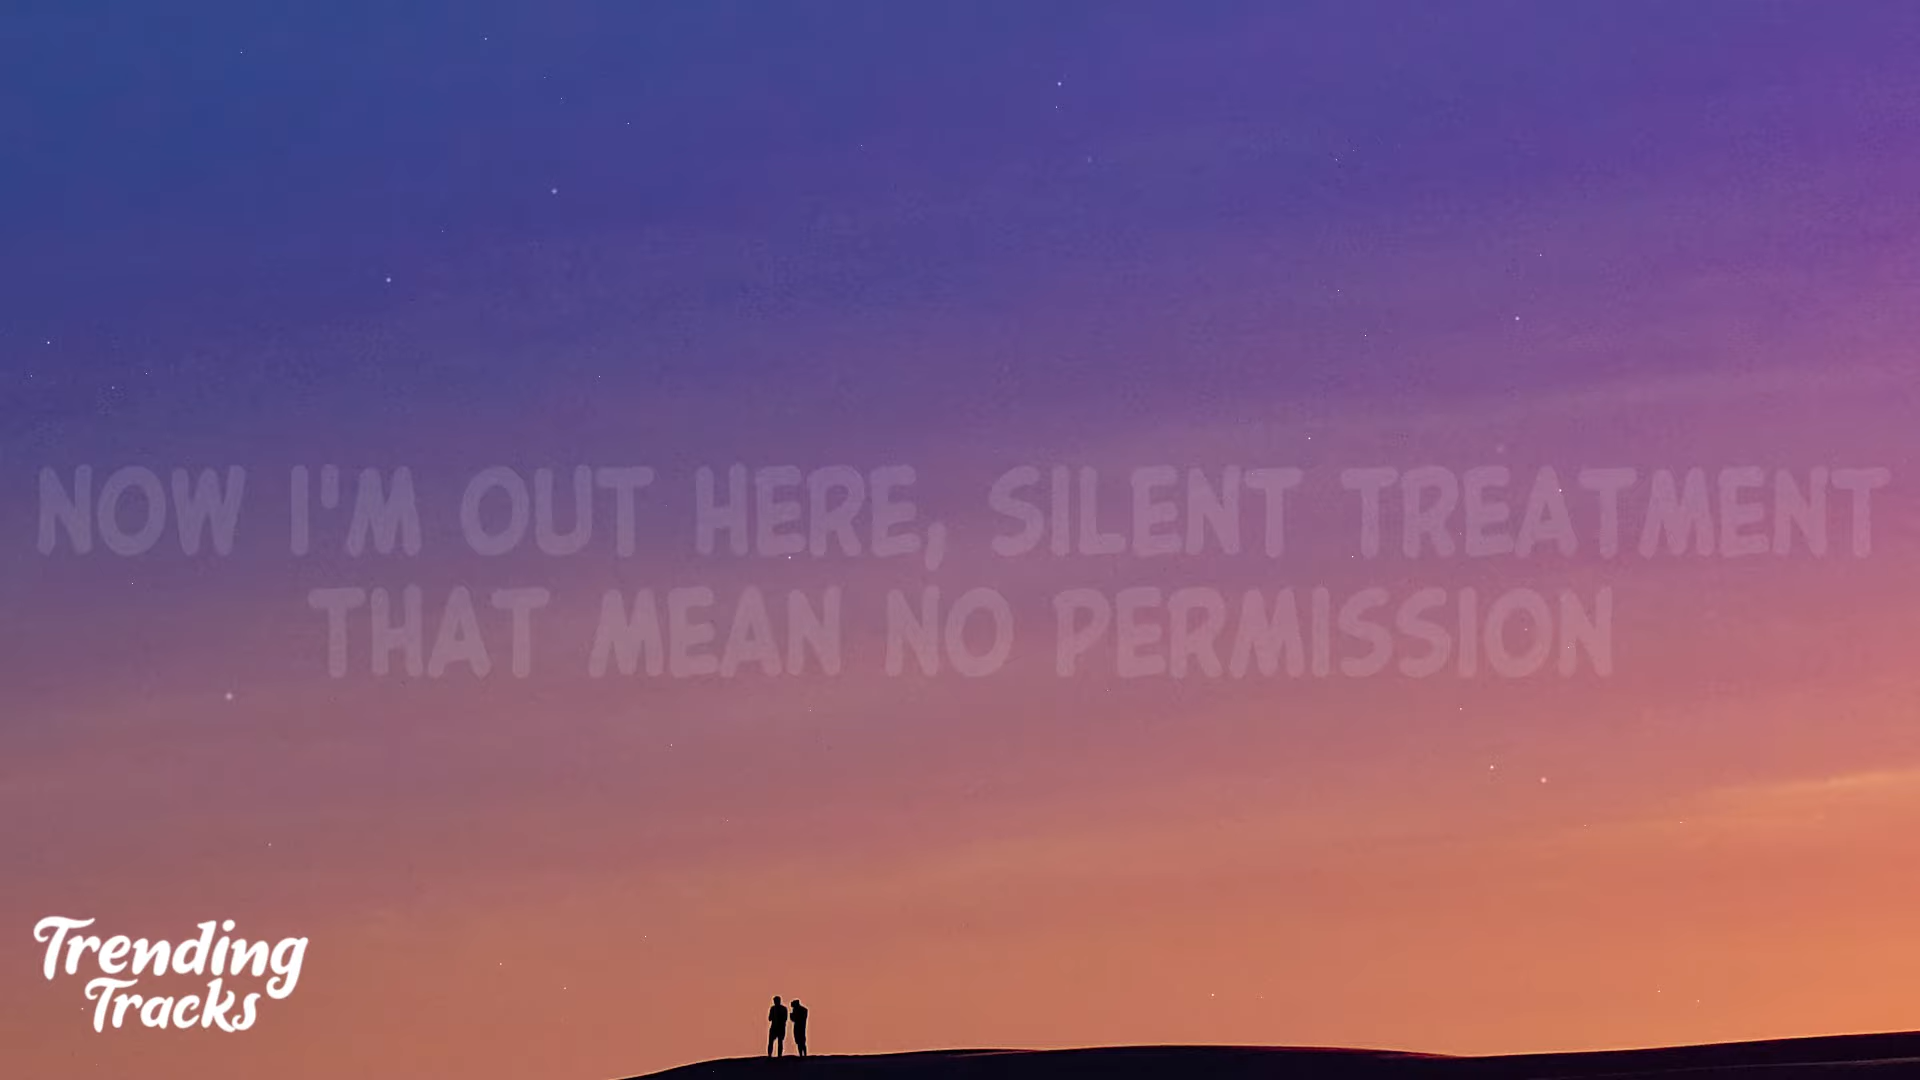 NOW I'M OUT HERE, SILENT TREATMENT
THAT MEAN NO PERMISSION
Trending
Tracks